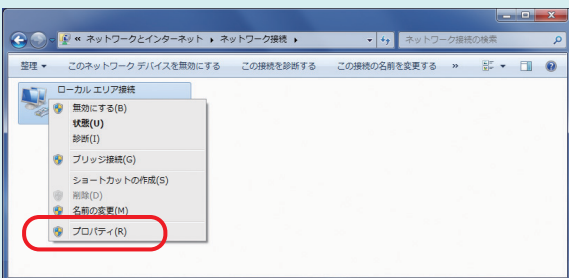 « ネットワークとインターネット ▸ ネットワーク接続 ▸
ネットワーク接続の検索
整理 ▼ このネットワーク デバイスを無効にする この接続を診断する この接続の名前を変更する »
ローカル エリア接続
無効にする(B)
状態(U)
診断(I)
ブリッジ接続(G)
ショートカットの作成(S)
削除(D)
名前の変更(M)
プロパティ(R)